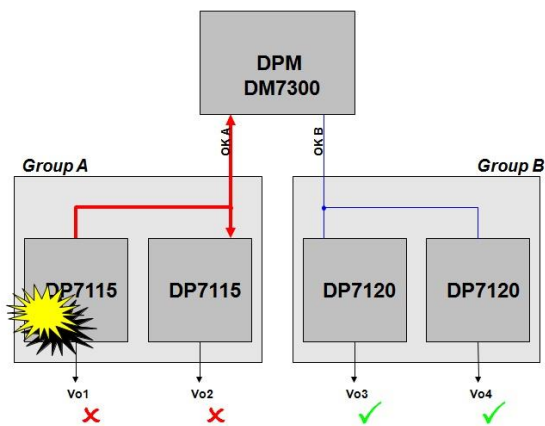 DPM
DM7300
OK A
OK B
Group A
Group B
DP7115
DP7115
DP7120
DP7120
Vo1
Vo2
Vo3
Vo4